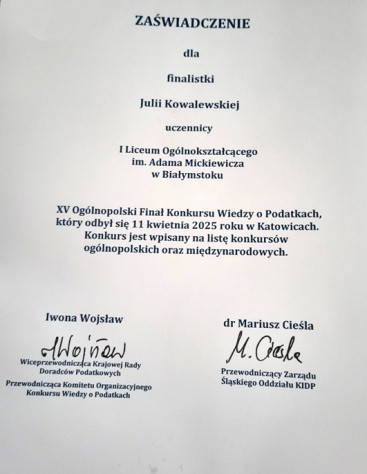 ZAŚWIADCZENIE
dla
finalistki
Julii Kowalewskiej
uczennicy
I Liceum Ogólnokształcącego
im. Adama Mickiewicza
w Białymstoku
XV Ogólnopolski Finał Konkursu Wiedzy o Podatkach,
który odbył się 11 kwietnia 2025 roku w Katowicach.
Konkurs jest wpisany na listę konkursów
ogólnopolskich oraz międzynarodowych.
Iwona Wojsław
AWojsław
Wiceprzewodnicząca Krajowej Rady
Doradców Podatkowych
Przewodnicząca Komitetu Organizacyjnego
Konkursu Wiedzy o Podatkach
dr Mariusz Cieśla
M. Cieśla
Przewodniczący Zarządu
Śląskiego Oddziału KIDP